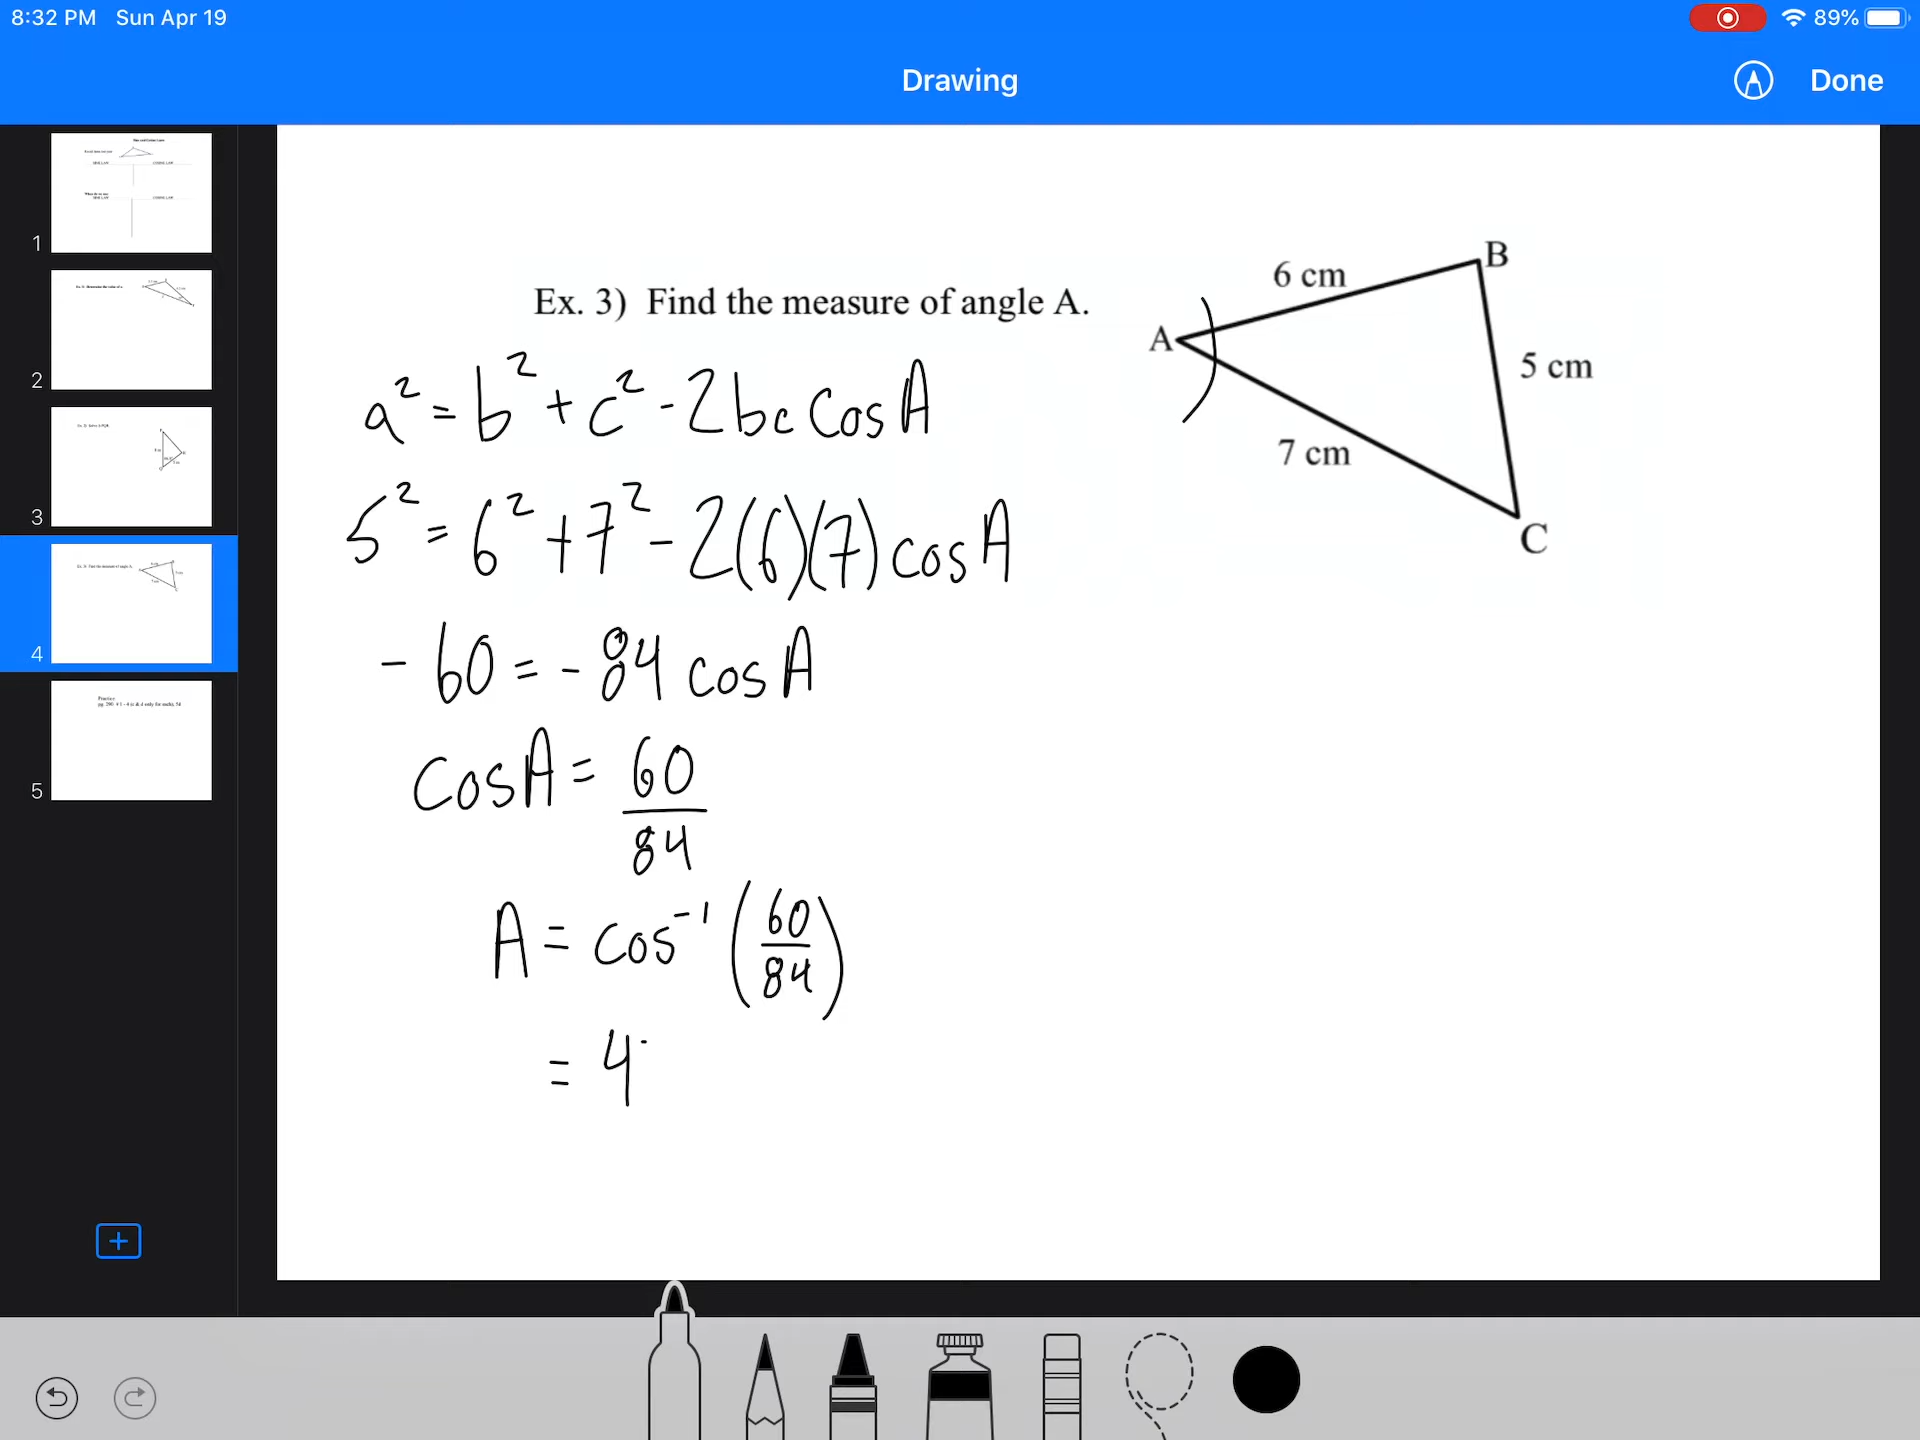 8:32 PM Sun Apr 19
89%
Drawing
Done
1
2
3
4
5
Ex. 3) Find the measure of angle A.
A
B
C
6 cm
5 cm
7 cm
a² = b² + c² - 2bc cos A
5² = 6² + 7² - 2(6)(7) cos A
- 60 = - 84 cos A
cos A = 60/84
A = cos⁻¹ (60/84)
= 4